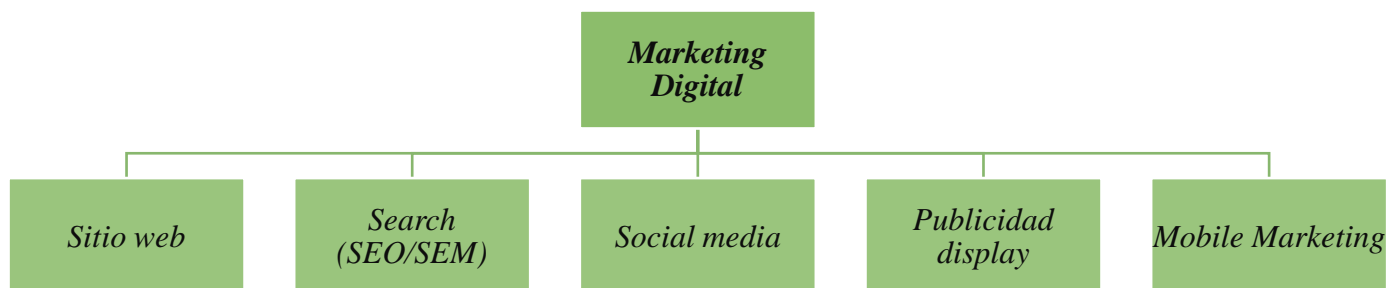 Marketing
Digital
Sitio web
Search
(SEO/SEM)
Social media
Publicidad
display
Mobile Marketing